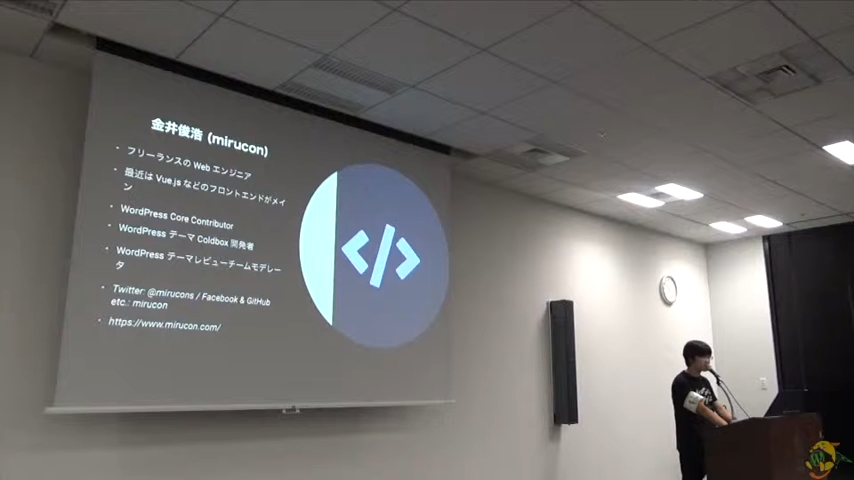 金井俊浩 (mirucon)
• フリーランスの Web エンジニア
• 最近は Vue.js などのフロントエンドがメイ
ン
• WordPress Core Contributor
• WordPress テーマ Coldbox 開発者
• WordPress テーマレビューチームモデレー
タ
• Twitter: @mirucons / Facebook & GitHub
etc.: mirucon
• https://www.mirucon.com/
</>